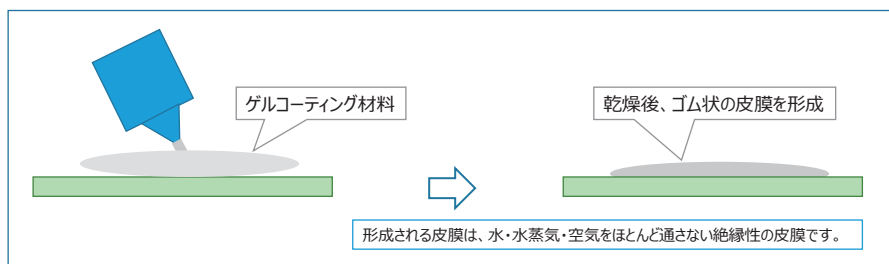 ゲルコーティング材料
乾燥後、ゴム状の皮膜を形成
形成される皮膜は、水・水蒸気・空気をほとんど通さない絶縁性の皮膜です。